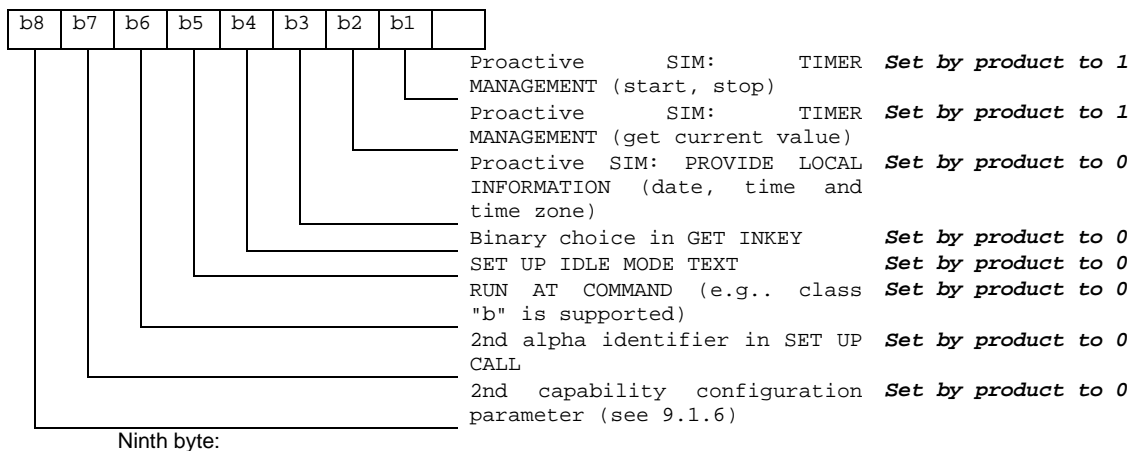 b8 b7 b6 b5 b4 b3 b2 b1
Proactive SIM: TIMER Set by product to 1
MANAGEMENT (start, stop)
Proactive SIM: TIMER Set by product to 1
MANAGEMENT (get current value)
Proactive SIM: PROVIDE LOCAL Set by product to 0
INFORMATION (date, time and
time zone)
Binary choice in GET INKEY Set by product to 0
SET UP IDLE MODE TEXT Set by product to 0
RUN AT COMMAND (e.g.. class Set by product to 0
"b" is supported)
2nd alpha identifier in SET UP Set by product to 0
CALL
2nd capability configuration Set by product to 0
parameter (see 9.1.6)
Ninth byte: